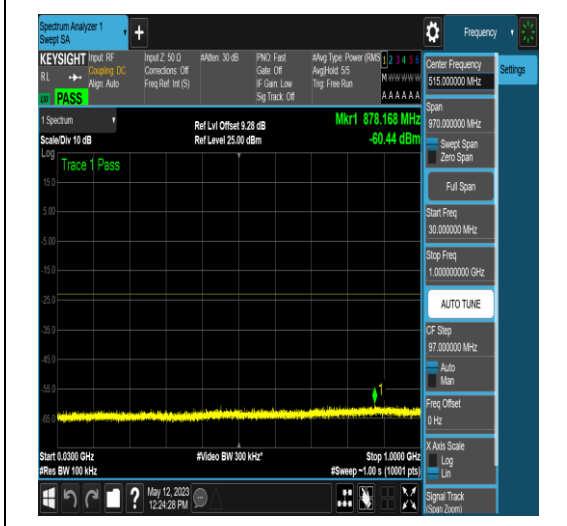 Spectrum Analyzer 1
Swept SA
Frequency
KEYSIGHT
RL
Input: RF
Coupling: DC
Align: Auto
Input Z: 50 Ω
Corrections: Off
Freq Ref: Int (S)
#Atten: 30 dB
PNO: Fast
Gate: Off
IF Gain: Low
Sig Track: Off
#Avg Type: Power (RMS
Avg|Hold: 5/5
Trig: Free Run
1 2 3 4 5 6
M W W W W W
A A A A A A
PASS
1 Spectrum
Scale/Div 10 dB
Log
Ref Lvl Offset 9.28 dB
Ref Level 25.00 dBm
Mkr1 878.168 MHz
-60.44 dBm
Trace 1 Pass
15.0
5.00
-5.00
-15.0
-25.0
-35.0
-45.0
-55.0
-65.0
1
Start 0.0300 GHz
#Res BW 100 kHz
#Video BW 300 kHz*
Stop 1.0000 GHz
#Sweep ~1.00 s (10001 pts)
May 12, 2023
12:24:28 PM
Center Frequency
515.000000 MHz
Settings
Span
970.000000 MHz
Swept Span
Zero Span
Full Span
Start Freq
30.000000 MHz
Stop Freq
1.000000000 GHz
AUTO TUNE
CF Step
97.000000 MHz
Auto
Man
Freq Offset
0 Hz
X Axis Scale
Log
Lin
Signal Track
(Span Zoom)